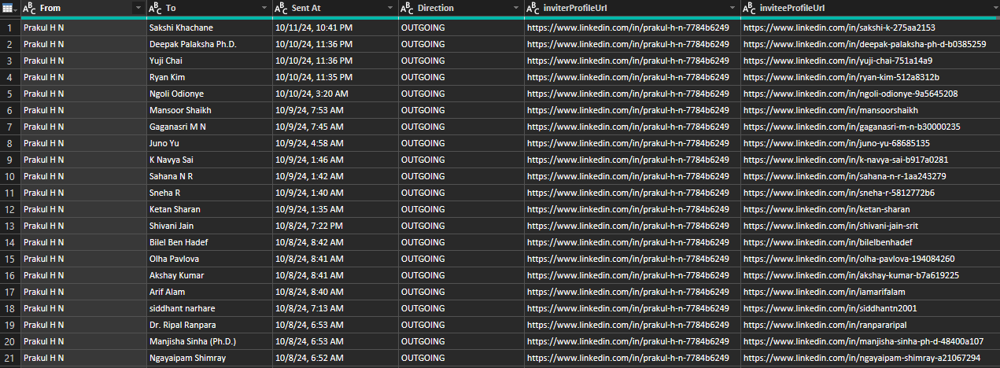 ABC From ABC To ABC Sent At ABC Direction ABC inviterProfileUrl ABC inviteeProfileUrl
1 Prakul H N Sakshi Khachane 10/11/24, 10:41 PM OUTGOING https://www.linkedin.com/in/prakul-h-n-7784b6249 https://www.linkedin.com/in/sakshi-k-275aa2153
2 Prakul H N Deepak Palaksha Ph.D. 10/10/24, 11:36 PM OUTGOING https://www.linkedin.com/in/prakul-h-n-7784b6249 https://www.linkedin.com/in/deepak-palaksha-ph-d-b0385259
3 Prakul H N Yuji Chai 10/10/24, 11:36 PM OUTGOING https://www.linkedin.com/in/prakul-h-n-7784b6249 https://www.linkedin.com/in/yuji-chai-751a14a9
4 Prakul H N Ryan Kim 10/10/24, 11:35 PM OUTGOING https://www.linkedin.com/in/prakul-h-n-7784b6249 https://www.linkedin.com/in/ryan-kim-512a8312b
5 Prakul H N Ngoli Odionye 10/10/24, 3:20 AM OUTGOING https://www.linkedin.com/in/prakul-h-n-7784b6249 https://www.linkedin.com/in/ngoli-odionye-9a5645208
6 Prakul H N Mansoor Shaikh 10/9/24, 7:53 AM OUTGOING https://www.linkedin.com/in/prakul-h-n-7784b6249 https://www.linkedin.com/in/mansoorshaikh
7 Prakul H N Gaganasri M N 10/9/24, 7:45 AM OUTGOING https://www.linkedin.com/in/prakul-h-n-7784b6249 https://www.linkedin.com/in/gaganasri-m-n-b30000235
8 Prakul H N Juno Yu 10/9/24, 4:58 AM OUTGOING https://www.linkedin.com/in/prakul-h-n-7784b6249 https://www.linkedin.com/in/juno-yu-68685135
9 Prakul H N K Navya Sai 10/9/24, 1:46 AM OUTGOING https://www.linkedin.com/in/prakul-h-n-7784b6249 https://www.linkedin.com/in/k-navya-sai-b917a0281
10 Prakul H N Sahana N R 10/9/24, 1:42 AM OUTGOING https://www.linkedin.com/in/prakul-h-n-7784b6249 https://www.linkedin.com/in/sahana-n-r-1aa243279
11 Prakul H N Sneha R 10/9/24, 1:40 AM OUTGOING https://www.linkedin.com/in/prakul-h-n-7784b6249 https://www.linkedin.com/in/sneha-r-5812772b6
12 Prakul H N Ketan Sharan 10/9/24, 1:35 AM OUTGOING https://www.linkedin.com/in/prakul-h-n-7784b6249 https://www.linkedin.com/in/ketan-sharan
13 Prakul H N Shivani Jain 10/8/24, 7:22 PM OUTGOING https://www.linkedin.com/in/prakul-h-n-7784b6249 https://www.linkedin.com/in/shivani-jain-srit
14 Prakul H N Bilel Ben Hadef 10/8/24, 8:42 AM OUTGOING https://www.linkedin.com/in/prakul-h-n-7784b6249 https://www.linkedin.com/in/bilelbenhadef
15 Prakul H N Olha Pavlova 10/8/24, 8:41 AM OUTGOING https://www.linkedin.com/in/prakul-h-n-7784b6249 https://www.linkedin.com/in/olha-pavlova-194084260
16 Prakul H N Akshay Kumar 10/8/24, 8:41 AM OUTGOING https://www.linkedin.com/in/prakul-h-n-7784b6249 https://www.linkedin.com/in/akshay-kumar-b7a619225
17 Prakul H N Arif Alam 10/8/24, 8:40 AM OUTGOING https://www.linkedin.com/in/prakul-h-n-7784b6249 https://www.linkedin.com/in/iamarifalam
18 Prakul H N siddhant narhare 10/8/24, 7:13 AM OUTGOING https://www.linkedin.com/in/prakul-h-n-7784b6249 https://www.linkedin.com/in/siddhantn2001
19 Prakul H N Dr. Ripal Ranpara 10/8/24, 6:53 AM OUTGOING https://www.linkedin.com/in/prakul-h-n-7784b6249 https://www.linkedin.com/in/ranpararipal
20 Prakul H N Manjisha Sinha (Ph.D.) 10/8/24, 6:53 AM OUTGOING https://www.linkedin.com/in/prakul-h-n-7784b6249 https://www.linkedin.com/in/manjisha-sinha-ph-d-48400a107
21 Prakul H N Ngayaipam Shimray 10/8/24, 6:52 AM OUTGOING https://www.linkedin.com/in/prakul-h-n-7784b6249 https://www.linkedin.com/in/ngayaipam-shimray-a21067294